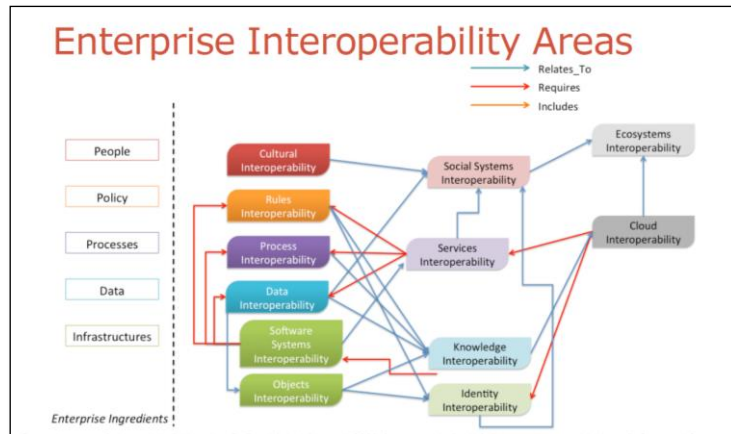 Enterprise Interoperability Areas
Relates_To
Requires
Includes
People
Policy
Processes
Data
Infrastructures
Enterprise Ingredients
Cultural
Interoperability
Rules
Interoperability
Process
Interoperability
Data
Interoperability
Software
Systems
Interoperability
Objects
Interoperability
Social Systems
Interoperability
Services
Interoperability
Knowledge
Interoperability
Identity
Interoperability
Ecosystems
Interoperability
Cloud
Interoperability